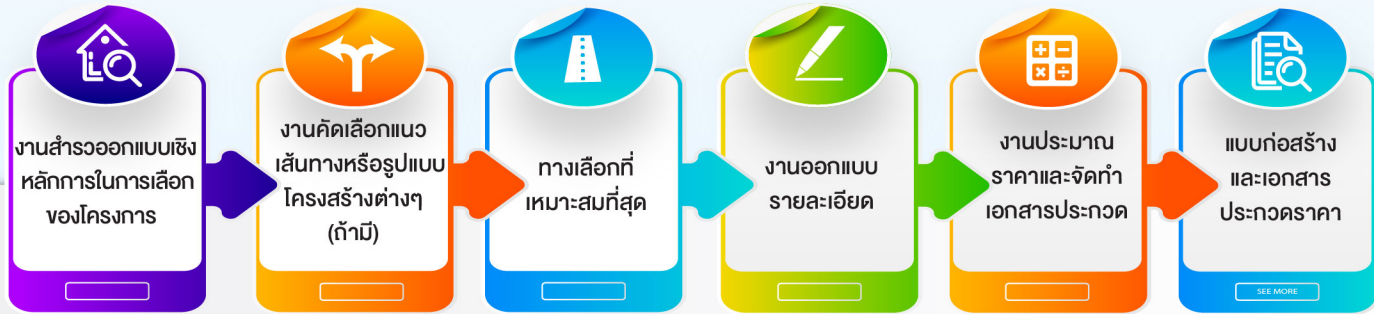 งานสำรวจออกแบบเชิง
หลักการในการเลือก
ของโครงการ
งานคัดเลือกแนว
เส้นทางหรือรูปแบบ
โครงสร้างต่างๆ
(ถ้ามี)
ทางเลือกที่
เหมาะสมที่สุด
งานออกแบบ
รายละเอียด
งานประมาณ
ราคาและจัดทำ
เอกสารประกวด
แบบก่อสร้าง
และเอกสาร
ประกวดราคา
SEE MORE